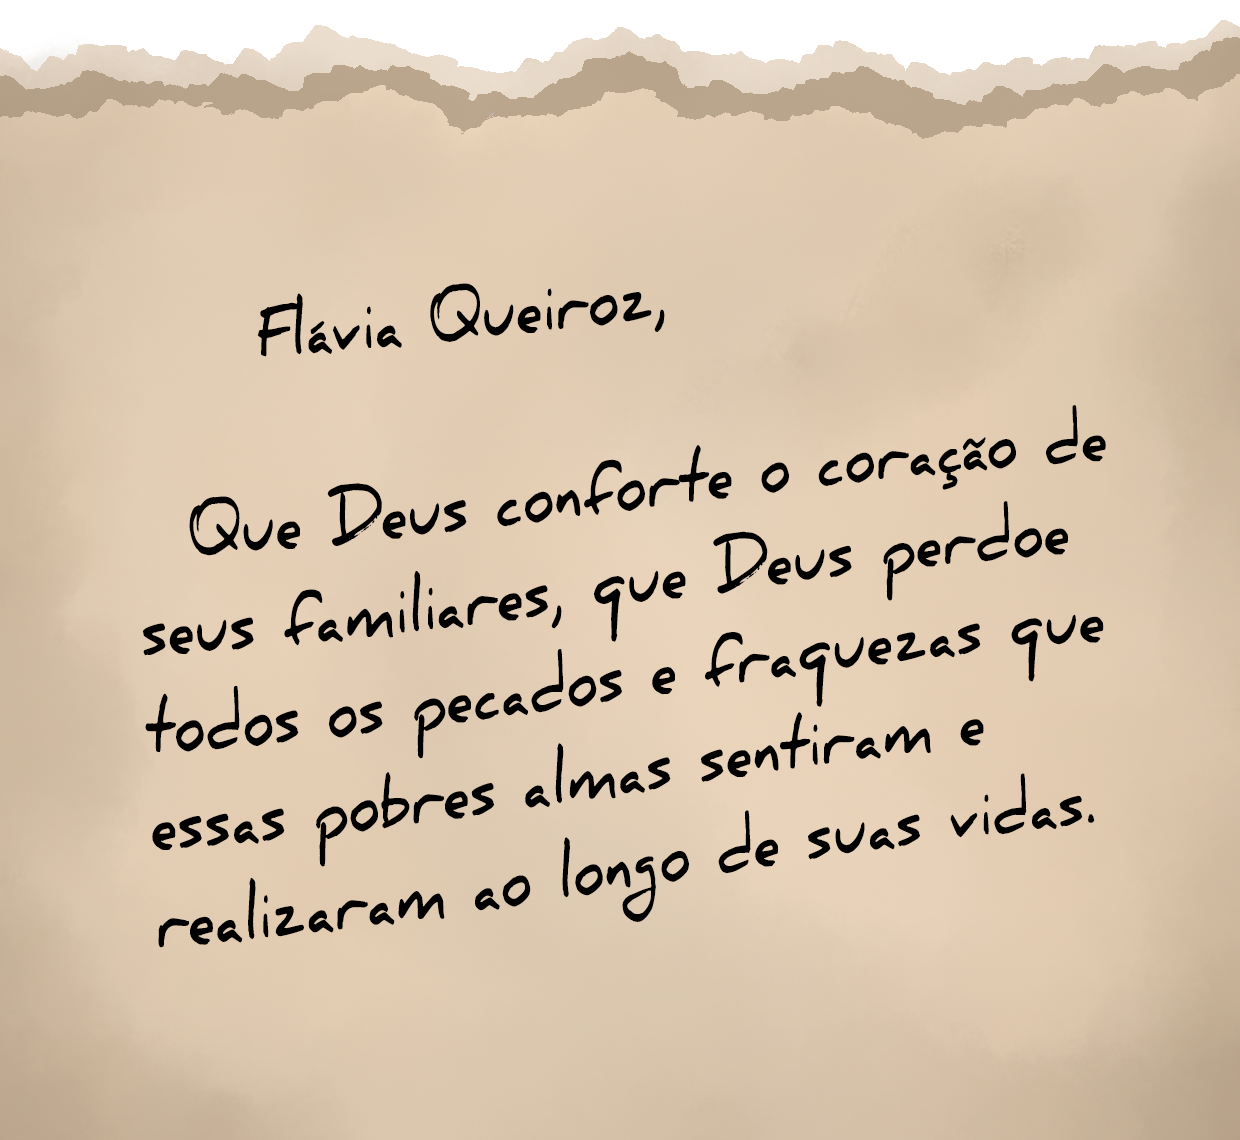 Flávia Queiroz,
Que Deus conforte o coração de
seus familiares, que Deus perdoe
todos os pecados e fraquezas que
essas pobres almas sentiram e
realizaram ao longo de suas vidas.